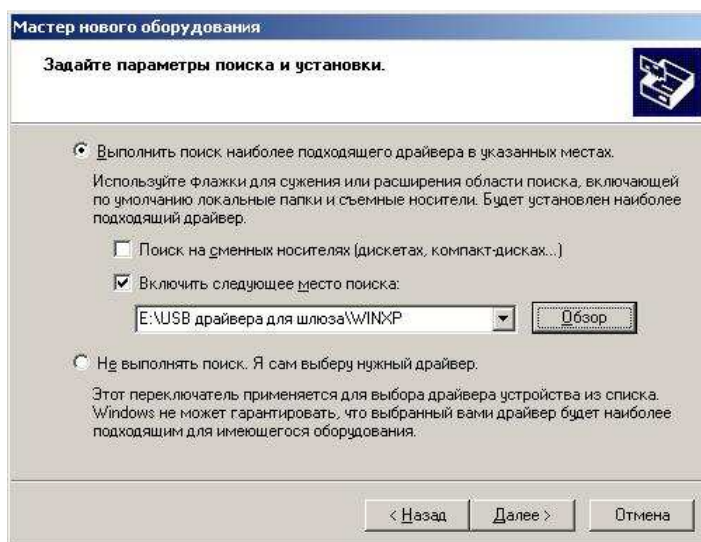 Мастер нового оборудования
Задайте параметры поиска и установки.
Выполнить поиск наиболее подходящего драйвера в указанных местах.
Используйте флажки для сужения или расширения области поиска, включающей
по умолчанию локальные папки и съемные носители. Будет установлен наиболее
подходящий драйвер.
Поиск на сменных носителях (дискетах, компакт-дисках...)
Включить следующее место поиска:
E:\USB драйвера для шлюза\WINXP
Обзор
Не выполнять поиск. Я сам выберу нужный драйвер.
Этот переключатель применяется для выбора драйвера устройства из списка.
Windows не может гарантировать, что выбранный вами драйвер будет наиболее
подходящим для имеющегося оборудования.
< Назад Далее > Отмена